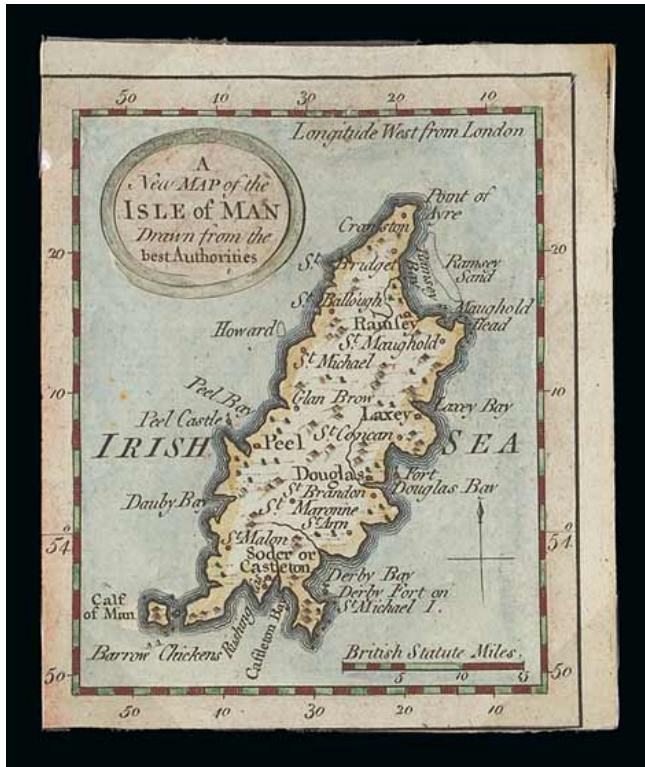 50 40 30 20 10
Longitude West from London
A
New MAP of the
ISLE of MAN
Drawn from the
best Authorities
Point of
Ayre
Cranston
20
20
St. Bridget
Ramsey
Bay
Ramsey
Sand
St. Ballough
Maughold
Head
Ramsey
Howard
St. Maughold
St. Michael
10
10
Glan Brow
Peel Bay
Laxey
Laxey Bay
Peel Castle
IRISH
Peel
St. Concan
SEA
Douglas
Fort
Douglas Bay
St. Brandon
Dauby Bay
St. Maronne
St. Ann
0
54
0
54
St. Malon
Soder or
Castleton
Derby Bay
Derby Fort on
St. Michael I.
Calf
of Man
Castleton Bay
Barrow Chickens
British Statute Miles.
5 10 15
50
50
50 40 30 20 10